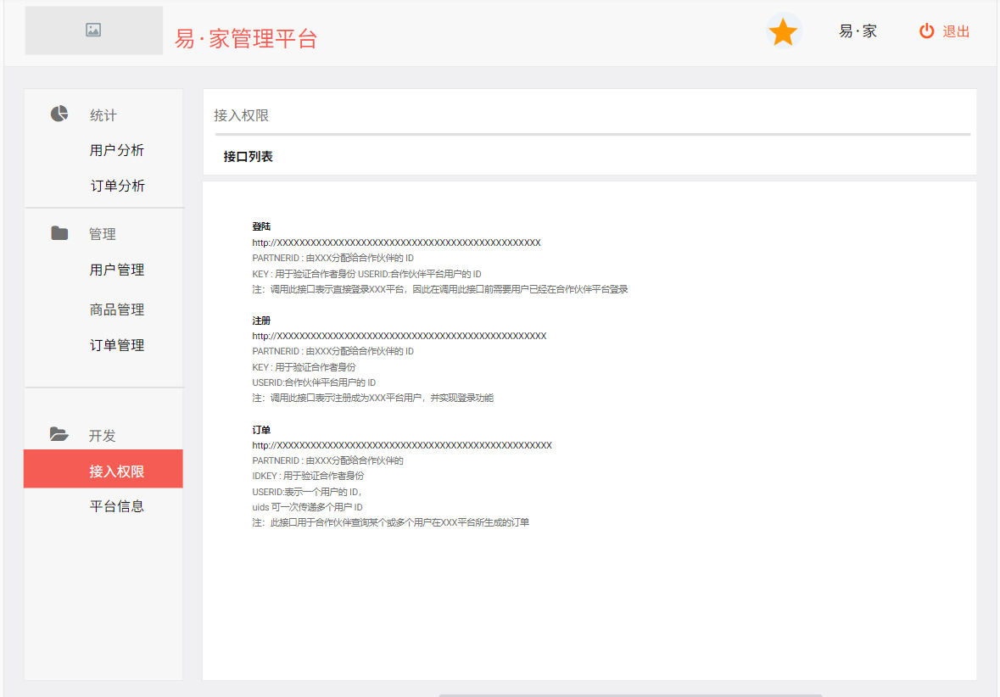 易·家管理平台
易·家
退出
统计
用户分析
订单分析
管理
用户管理
商品管理
订单管理
开发
接入权限
平台信息
接入权限
接口列表
登陆
http://XXXXXXXXXXXXXXXXXXXXXXXXXXXXXXXXXXXXXXXXXXXXXXX
PARTNERID : 由XXX分配给合作伙伴的 ID
KEY : 用于验证合作者身份 USERID:合作伙伴平台用户的 ID
注：调用此接口表示直接登录XXX平台，因此在调用此接口前需要用户已经在合作伙伴平台登录
注册
http://XXXXXXXXXXXXXXXXXXXXXXXXXXXXXXXXXXXXXXXXXXXXXXXX
PARTNERID : 由XXX分配给合作伙伴的 ID
KEY : 用于验证合作者身份
USERID:合作伙伴平台用户的 ID
注：调用此接口表示注册成为XXX平台用户，并实现登录功能
订单
http://XXXXXXXXXXXXXXXXXXXXXXXXXXXXXXXXXXXXXXXXXXXXXXXXX
PARTNERID : 由XXX分配给合作伙伴的
IDKEY : 用于验证合作者身份
USERID:表示一个用户的 ID，
uids 可一次传递多个用户 ID
注：此接口用于合作伙伴查询某个或多个用户在XXX平台所生成的订单